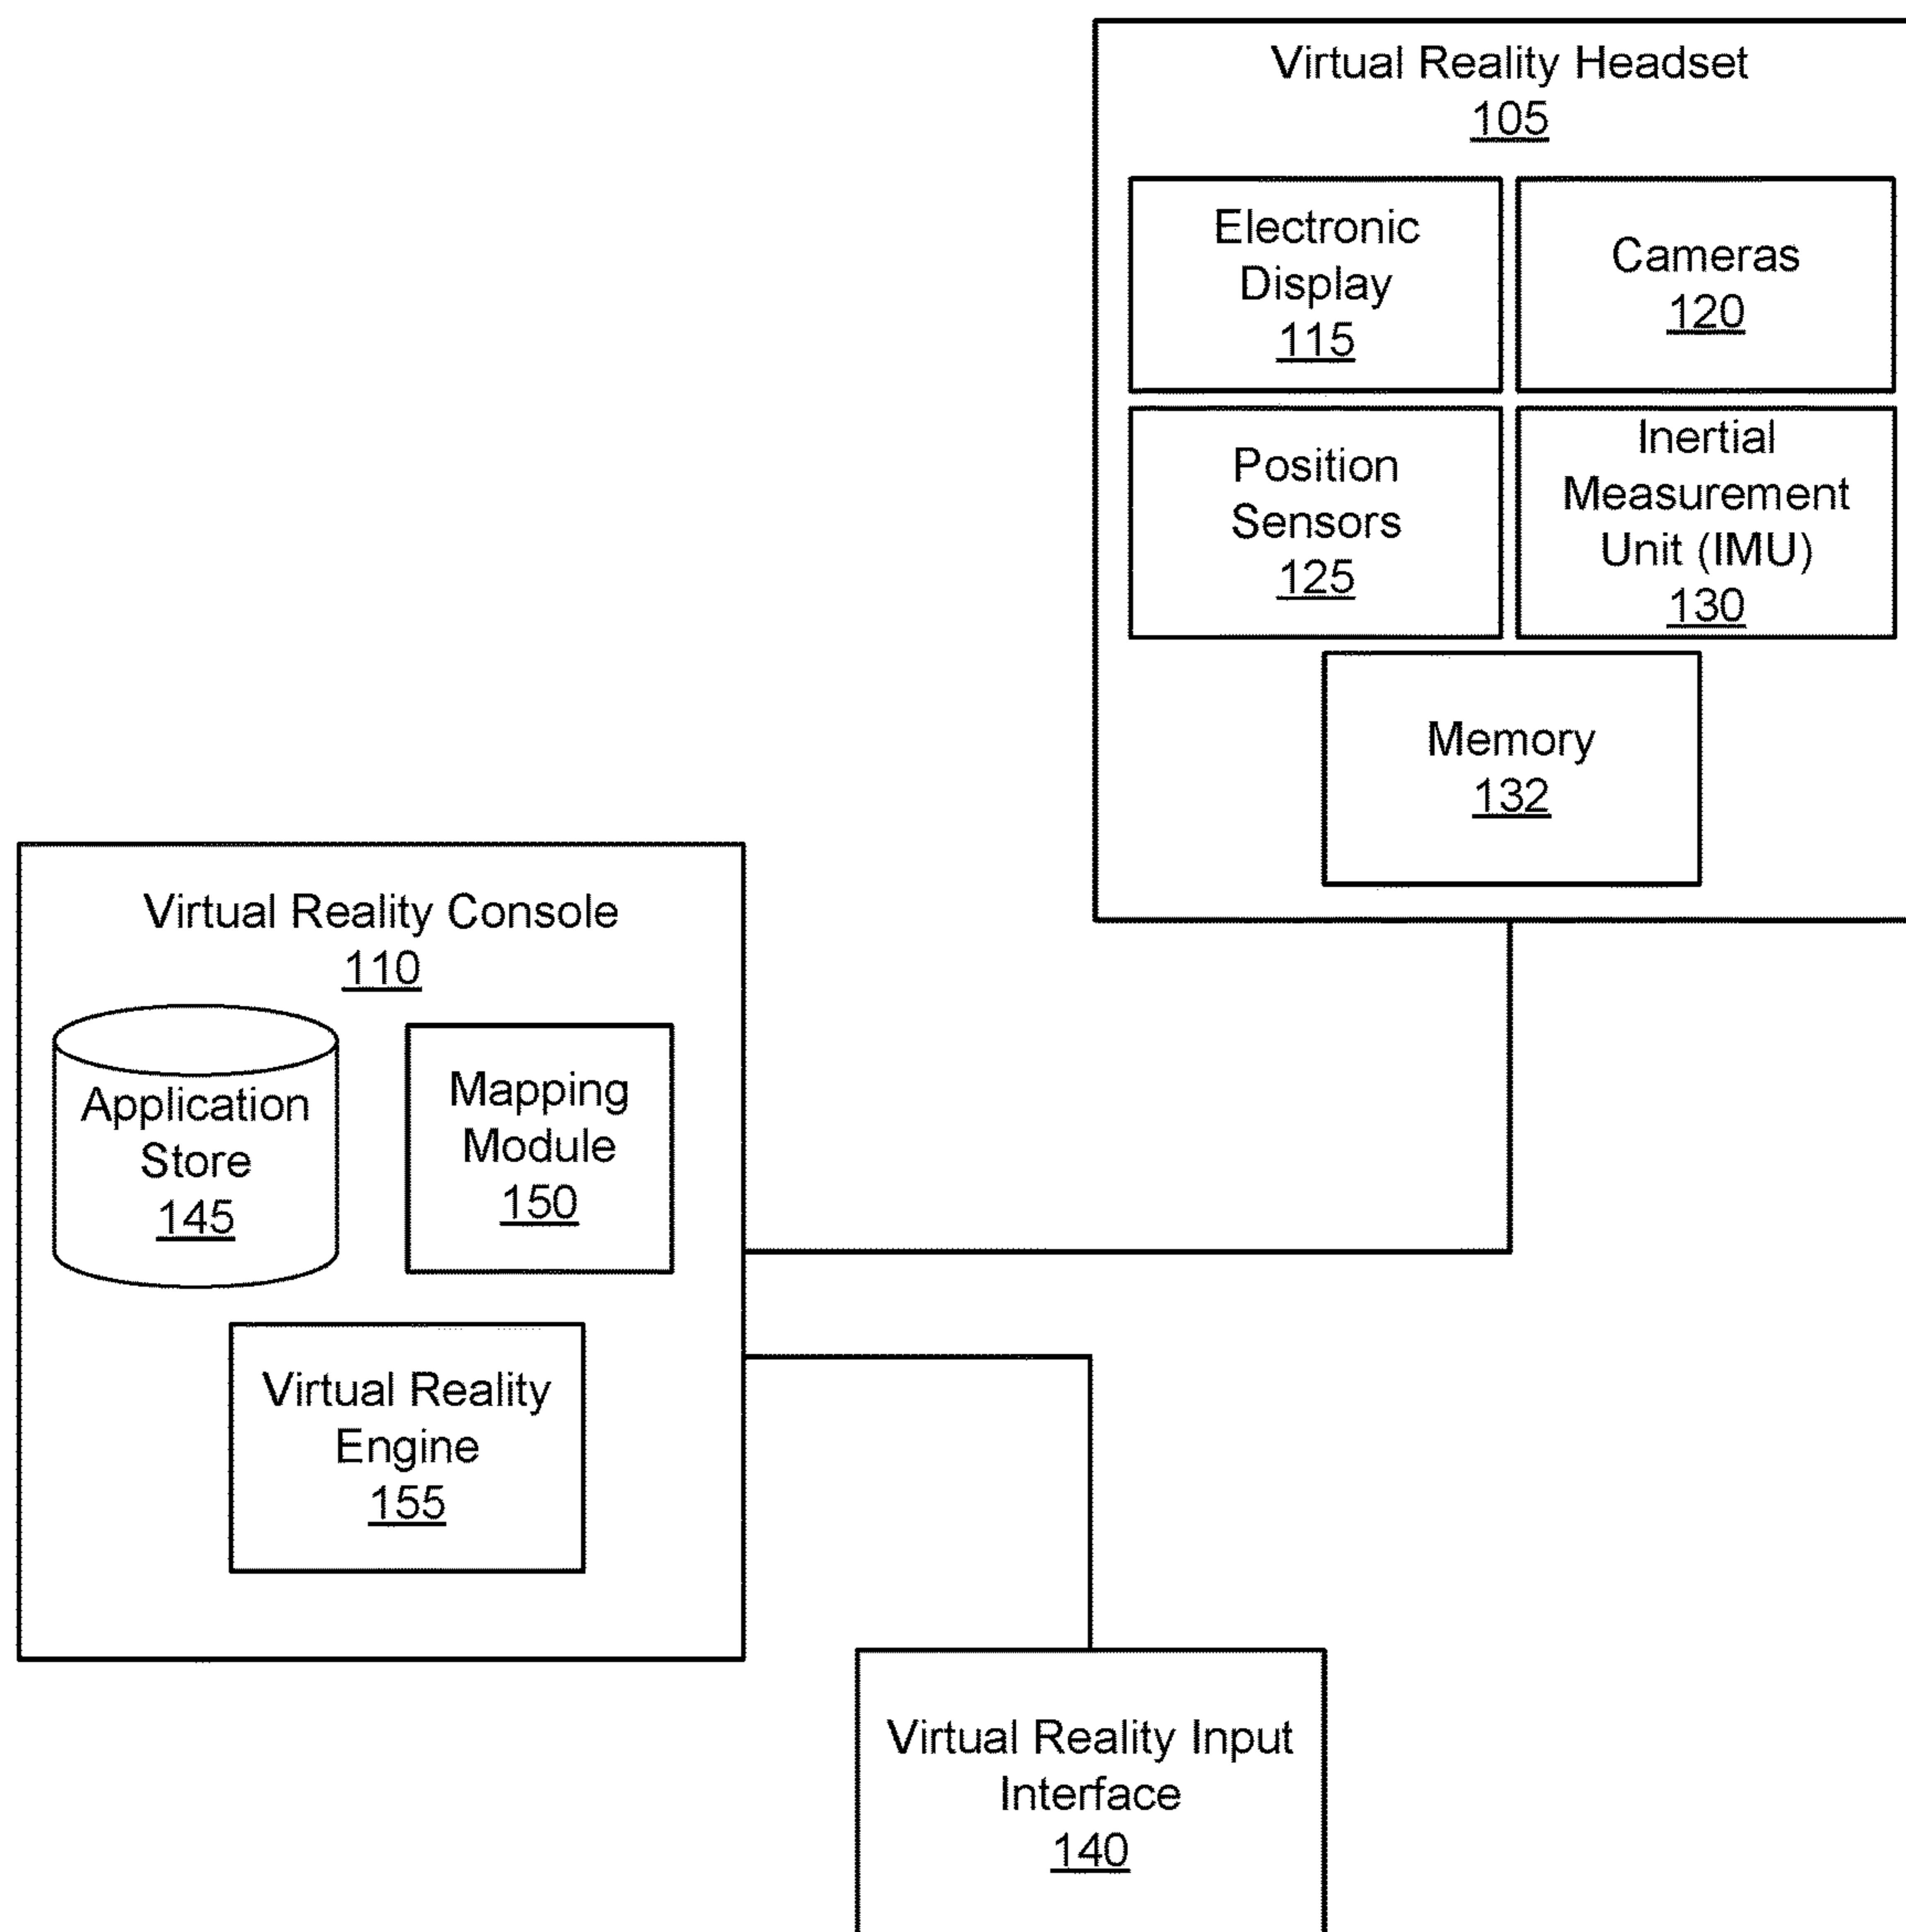 Virtual Reality Headset
105
Electronic
Display
115
Cameras
120
Position
Sensors
125
Inertial
Measurement
Unit (IMU)
130
Memory
132
Virtual Reality Console
110
Application
Store
145
Mapping
Module
150
Virtual Reality
Engine
155
Virtual Reality Input
Interface
140